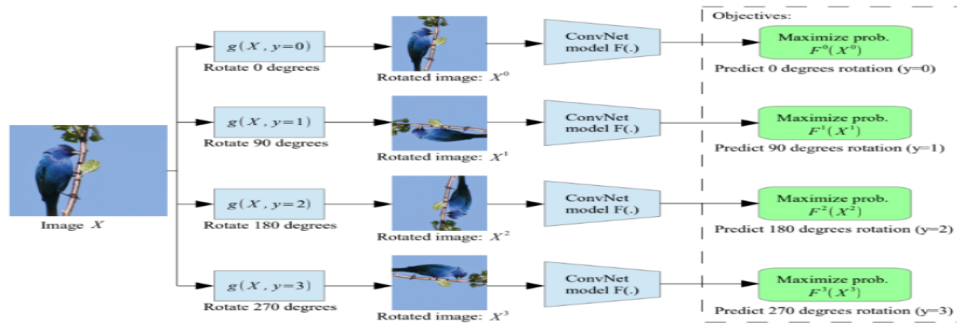 Objectives:
g(X, y=0)
Rotate 0 degrees
Rotated image: X⁰
ConvNet
model F(.)
Maximize prob.
F⁰(X⁰)
Predict 0 degrees rotation (y=0)
g(X, y=1)
Rotate 90 degrees
Rotated image: X¹
ConvNet
model F(.)
Maximize prob.
F¹(X¹)
Predict 90 degrees rotation (y=1)
Image X
g(X, y=2)
Rotate 180 degrees
Rotated image: X²
ConvNet
model F(.)
Maximize prob.
F²(X²)
Predict 180 degrees rotation (y=2)
g(X, y=3)
Rotate 270 degrees
Rotated image: X³
ConvNet
model F(.)
Maximize prob.
F³(X³)
Predict 270 degrees rotation (y=3)